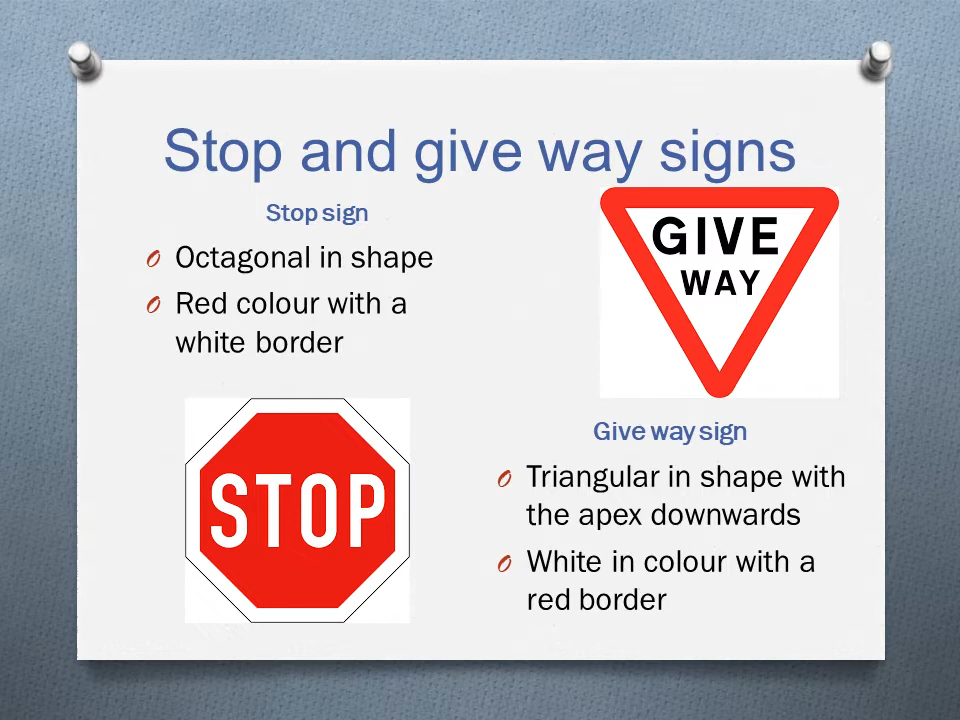 Stop and give way signs
Stop sign
Octagonal in shape
Red colour with a
white border
STOP
GIVE
WAY
Give way sign
Triangular in shape with
the apex downwards
White in colour with a
red border